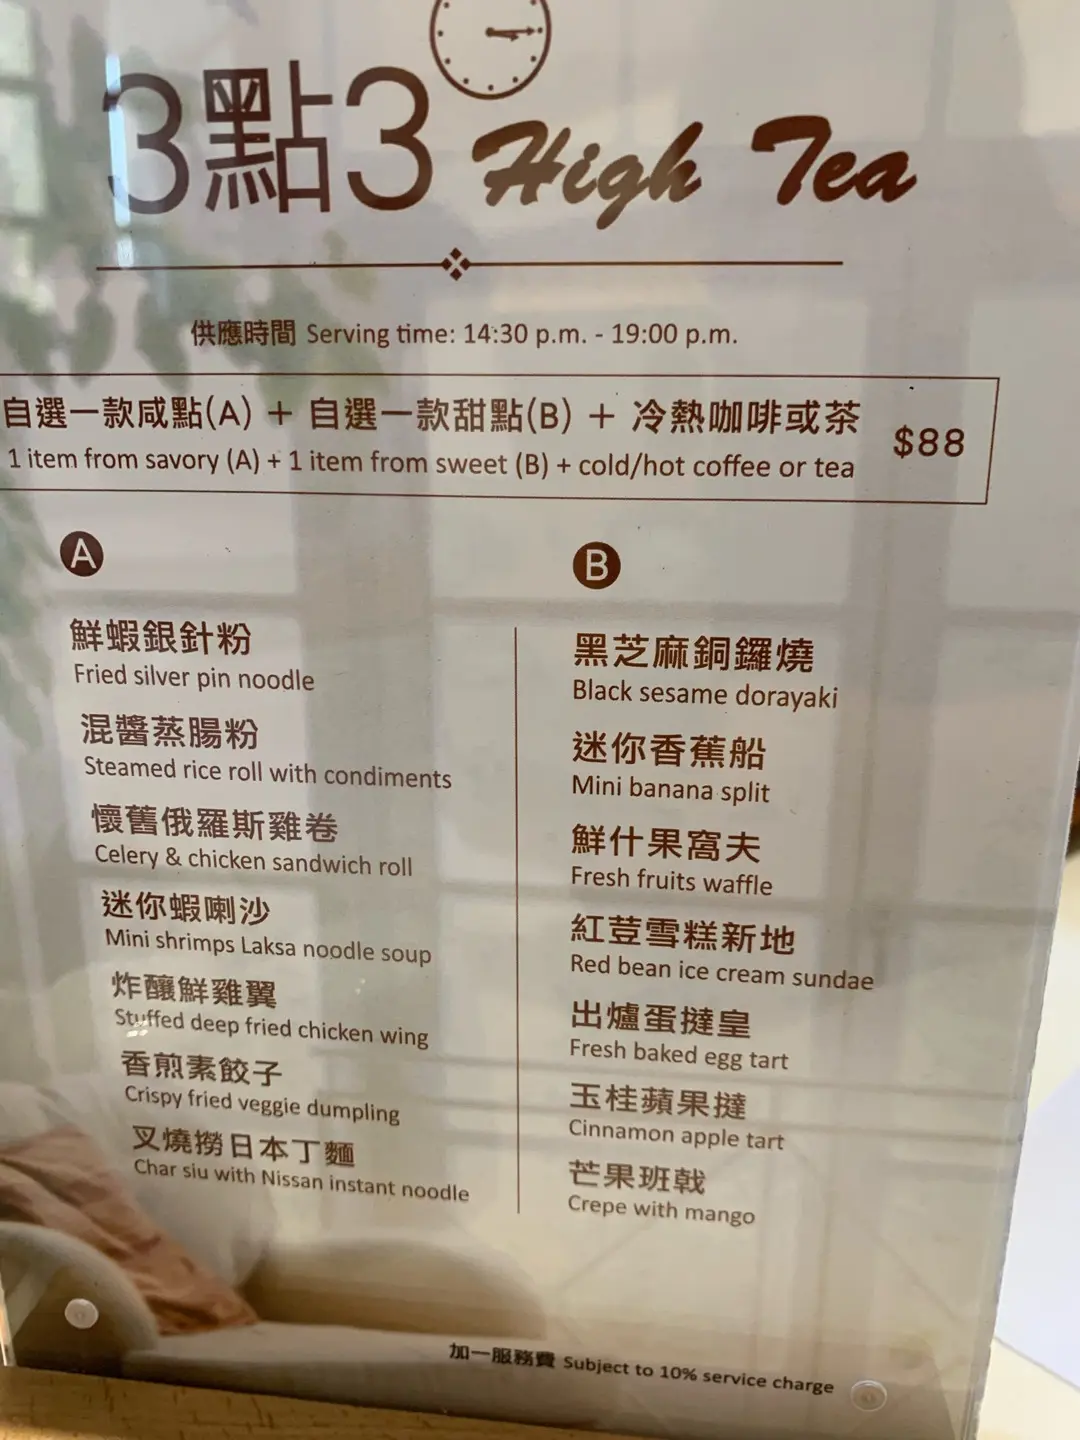 3點3 High Tea
供應時間 Serving time: 14:30 p.m. - 19:00 p.m.
自選一款咸點(A) + 自選一款甜點(B) + 冷熱咖啡或茶
1 item from savory (A) + 1 item from sweet (B) + cold/hot coffee or tea
$88
A
鮮蝦銀針粉
Fried silver pin noodle
混醬蒸腸粉
Steamed rice roll with condiments
懷舊俄羅斯雞卷
Celery & chicken sandwich roll
迷你蝦喇沙
Mini shrimps Laksa noodle soup
炸釀鮮雞翼
Stuffed deep fried chicken wing
香煎素餃子
Crispy fried veggie dumpling
叉燒撈日本丁麵
Char siu with Nissan instant noodle
B
黑芝麻銅鑼燒
Black sesame dorayaki
迷你香蕉船
Mini banana split
鮮什果窩夫
Fresh fruits waffle
紅荳雪糕新地
Red bean ice cream sundae
出爐蛋撻皇
Fresh baked egg tart
玉桂蘋果撻
Cinnamon apple tart
芒果班戟
Crepe with mango
加一服務費 Subject to 10% service charge